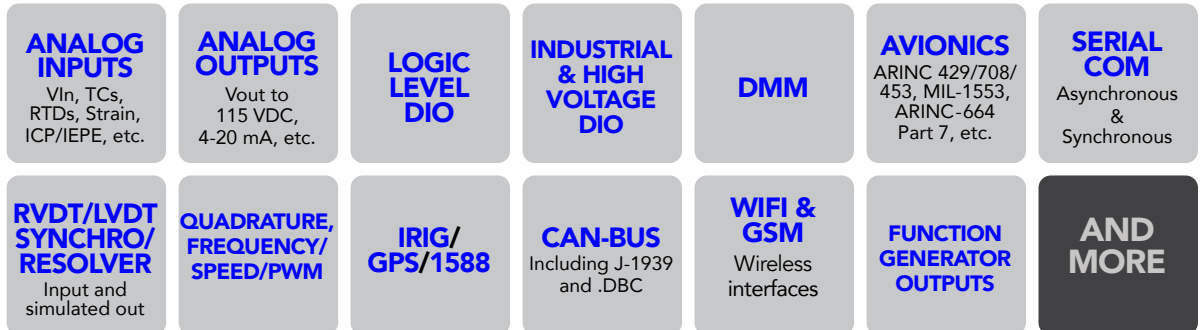 ANALOG
INPUTS
VIn, TCs,
RTDs, Strain,
ICP/IEPE, etc.
ANALOG
OUTPUTS
Vout to
115 VDC,
4-20 mA, etc.
LOGIC
LEVEL
DIO
INDUSTRIAL
& HIGH
VOLTAGE
DIO
DMM
AVIONICS
ARINC 429/708/
453, MIL-1553,
ARINC-664
Part 7, etc.
SERIAL
COM
Asynchronous
&
Synchronous
RVDT/LVDT
SYNCHRO/
RESOLVER
Input and
simulated out
QUADRATURE,
FREQUENCY/
SPEED/PWM
IRIG/
GPS/1588
CAN-BUS
Including J-1939
and .DBC
WIFI &
GSM
Wireless
interfaces
FUNCTION
GENERATOR
OUTPUTS
AND
MORE